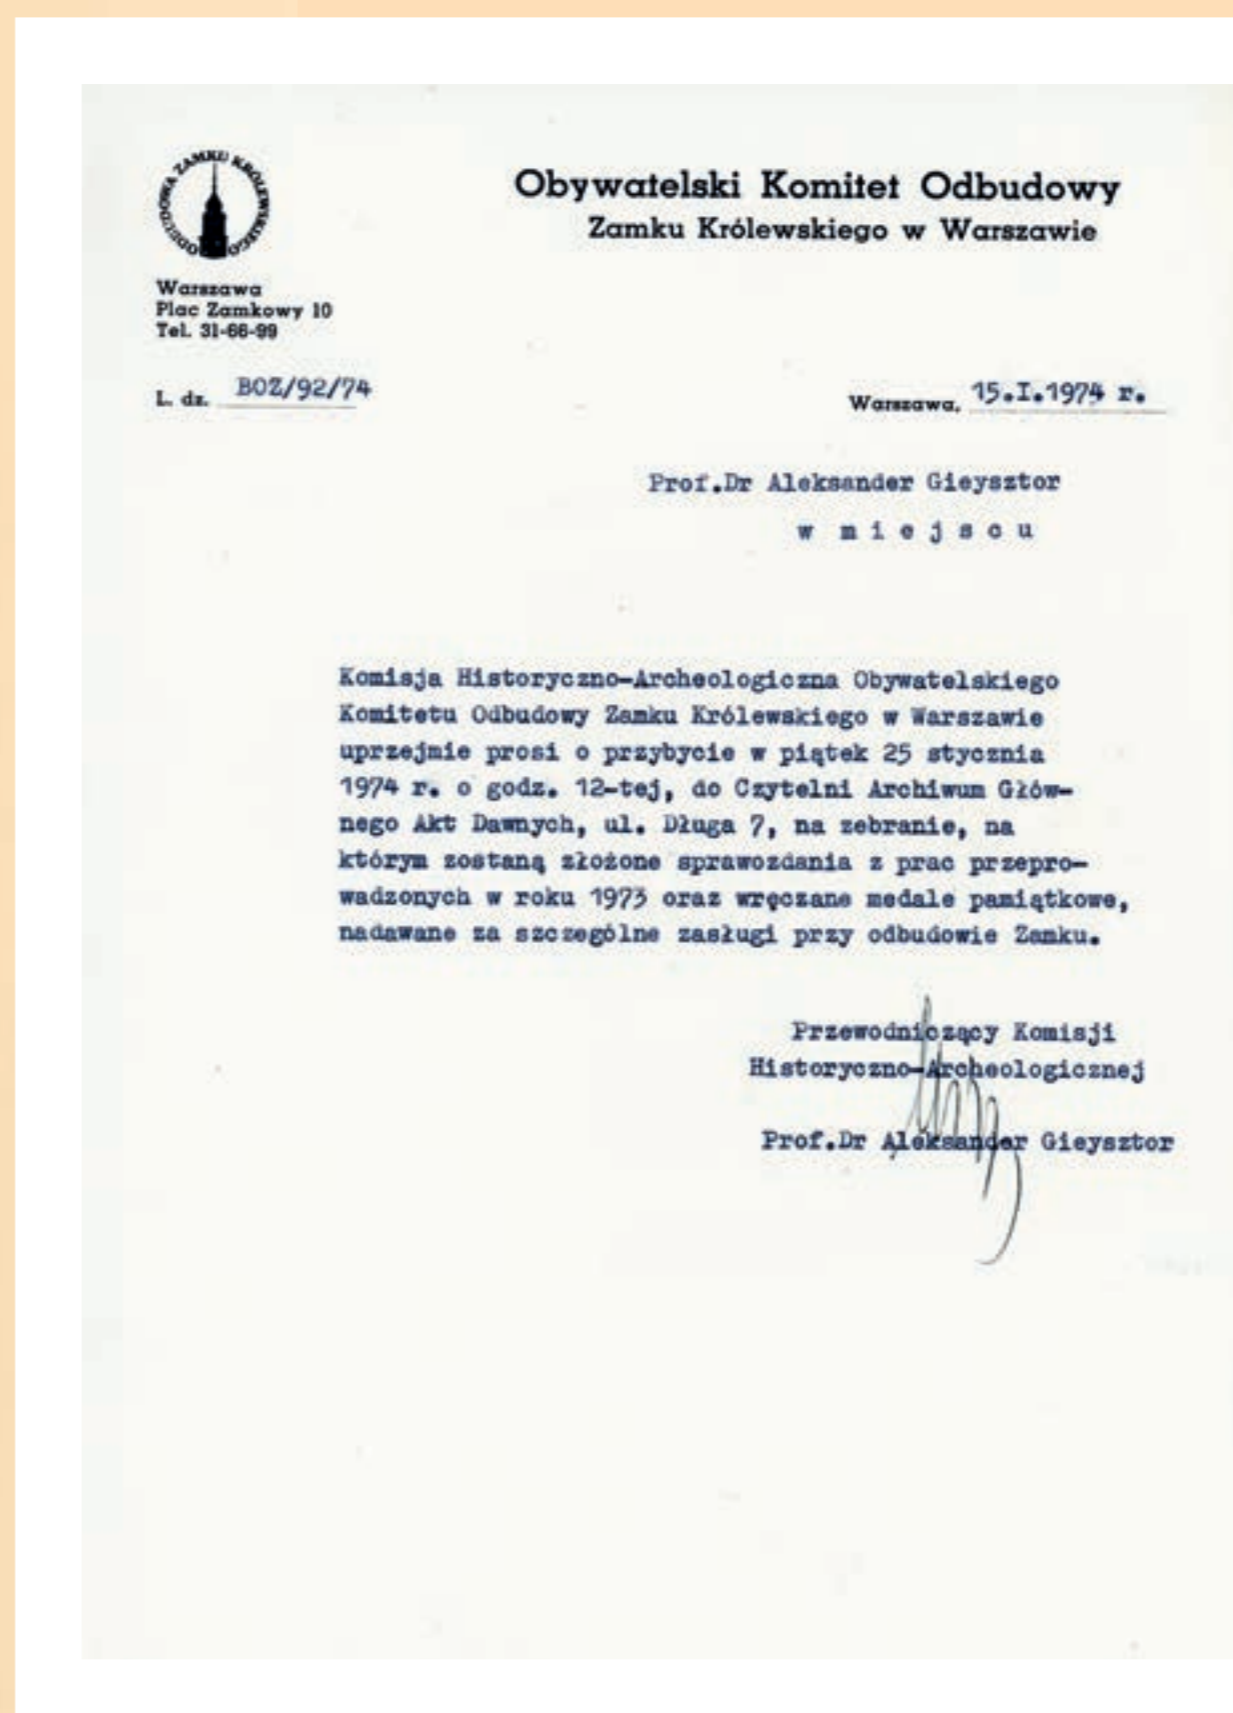 ODBUDOWA ZAMKU KRÓLEWSKIEGO
Obywatelski Komitet Odbudowy
Zamku Królewskiego w Warszawie
Warszawa
Plac Zamkowy 10
Tel. 31-66-99
L. dz. BOZ/92/74
Warszawa, 15.I.1974 r.
Prof.Dr Aleksander Gieysztor
w miejscu
Komisja Historyczno-Archeologiczna Obywatelskiego
Komitetu Odbudowy Zamku Królewskiego w Warszawie
uprzejmie prosi o przybycie w piątek 25 stycznia
1974 r. o godz. 12-tej, do Czytelni Archiwum Głów-
nego Akt Dawnych, ul. Długa 7, na zebranie, na
którym zostaną złożone sprawozdania z prac przepro-
wadzonych w roku 1973 oraz wręczane medale pamiątkowe,
nadawane za szczególne zasługi przy odbudowie Zamku.
Przewodniczący Komisji
Historyczno-Archeologicznej
Prof.Dr Aleksander Gieysztor